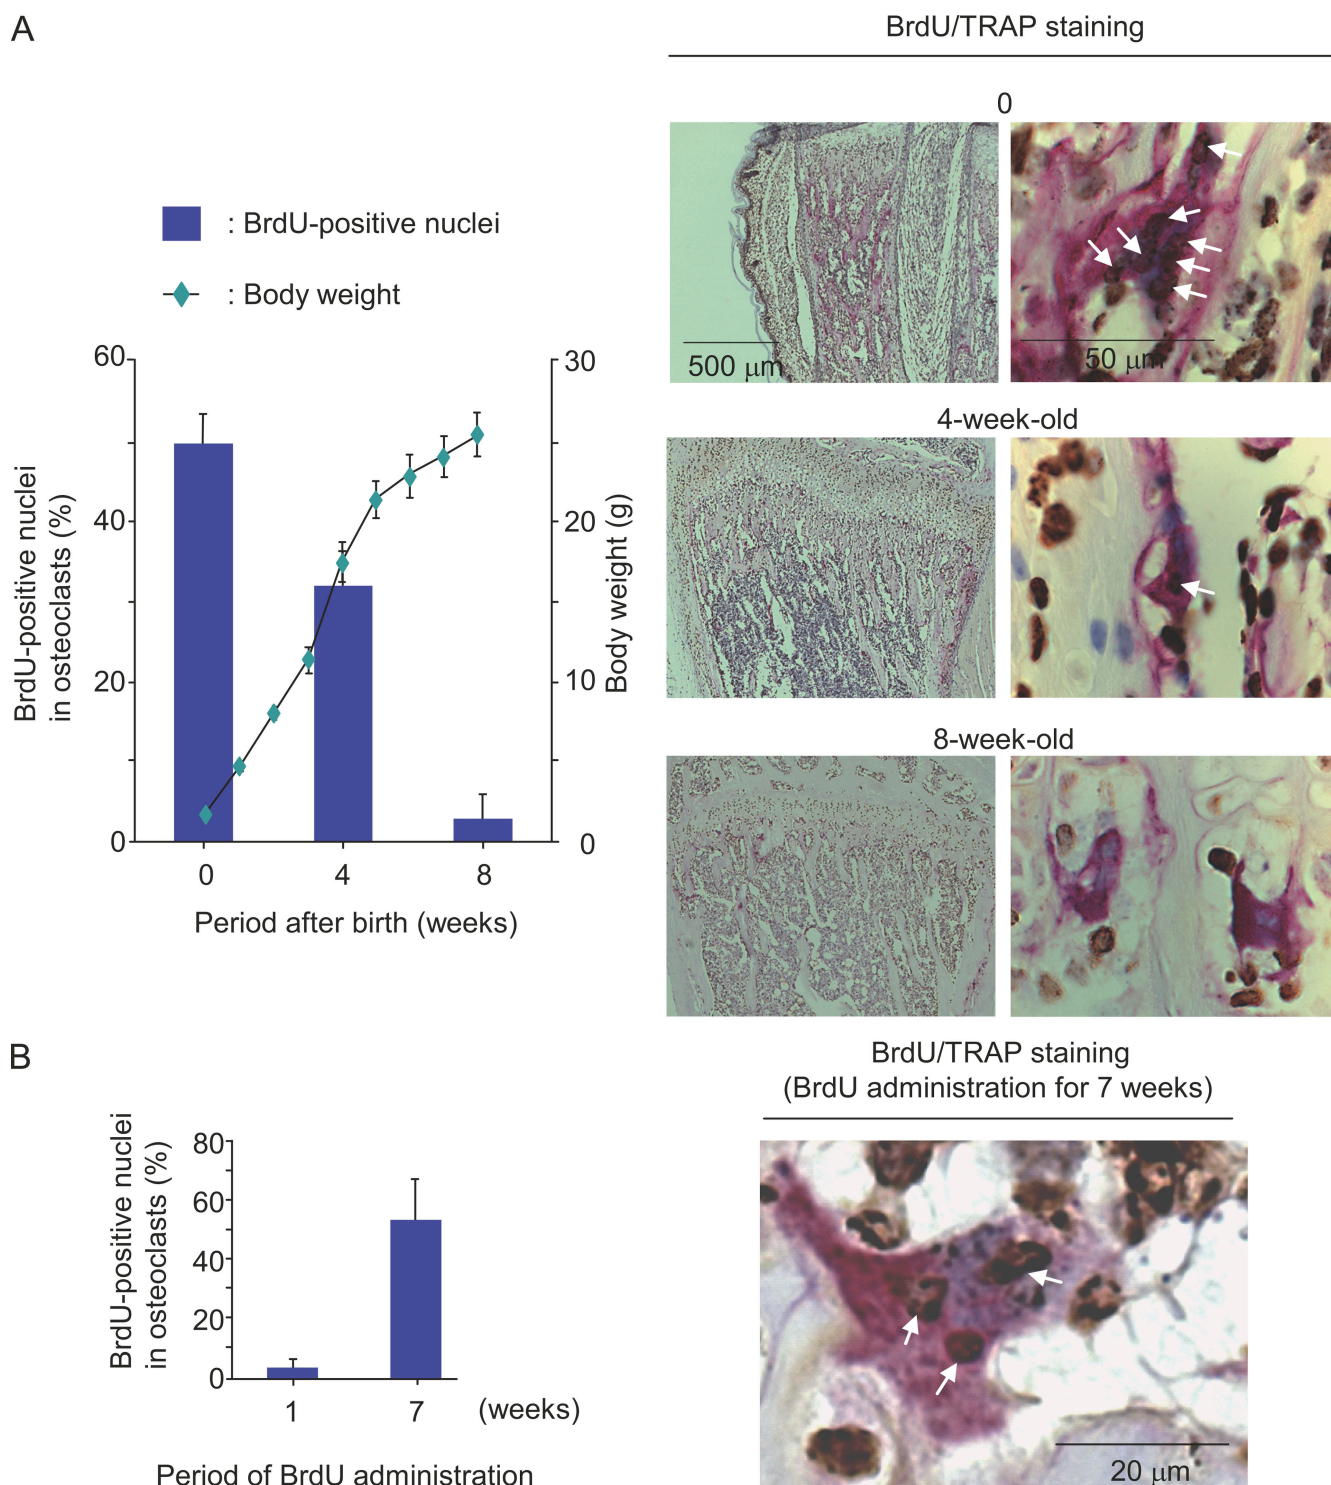 A
BrdU/TRAP staining
0
: BrdU-positive nuclei
: Body weight
500 μm
50 μm
60
40
20
0
BrdU-positive nuclei
in osteoclasts (%)
30
20
10
0
Body weight (g)
0
4
8
Period after birth (weeks)
4-week-old
8-week-old
B
BrdU/TRAP staining
(BrdU administration for 7 weeks)
BrdU-positive nuclei
in osteoclasts (%)
80
60
40
20
0
1
7
(weeks)
Period of BrdU administration
20 μm